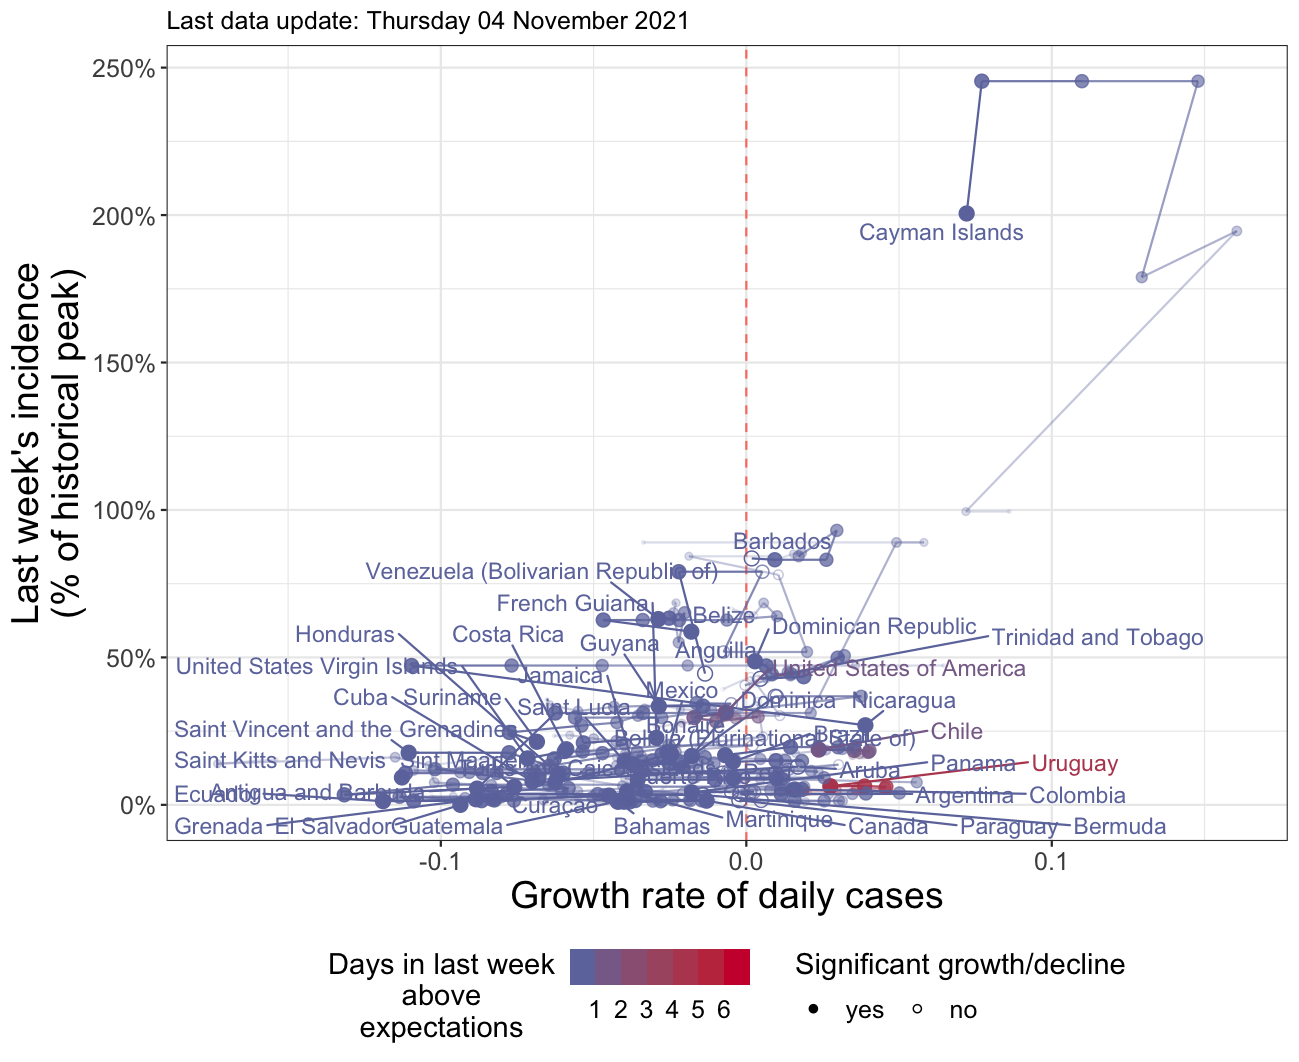 Last data update: Thursday 04 November 2021
Last week's incidence
(% of historical peak)
250%
200%
150%
100%
50%
0%
Cayman Islands
Barbados
Venezuela (Bolivarian Republic of)
French Guiana
Belize
Dominican Republic
Honduras
Costa Rica
Guyana
Anguilla
Trinidad and Tobago
United States Virgin Islands
Jamaica
United States of America
Mexico
Cuba
Suriname
Saint Lucia
Dominica
Nicaragua
Saint Vincent and the Grenadines
Bonaire
Bolivia (Plurinational State of)
Brazil
Chile
Saint Kitts and Nevis
Sint Maarten
Puerto Rico
Aruba
Panama
Uruguay
Ecuador
Antigua and Barbuda
Curaçao
Argentina
Colombia
Grenada
El Salvador
Guatemala
Bahamas
Martinique
Canada
Paraguay
Bermuda
-0.1
0.0
0.1
Growth rate of daily cases
Days in last week
above
expectations
1 2 3 4 5 6
Significant growth/decline
yes
no